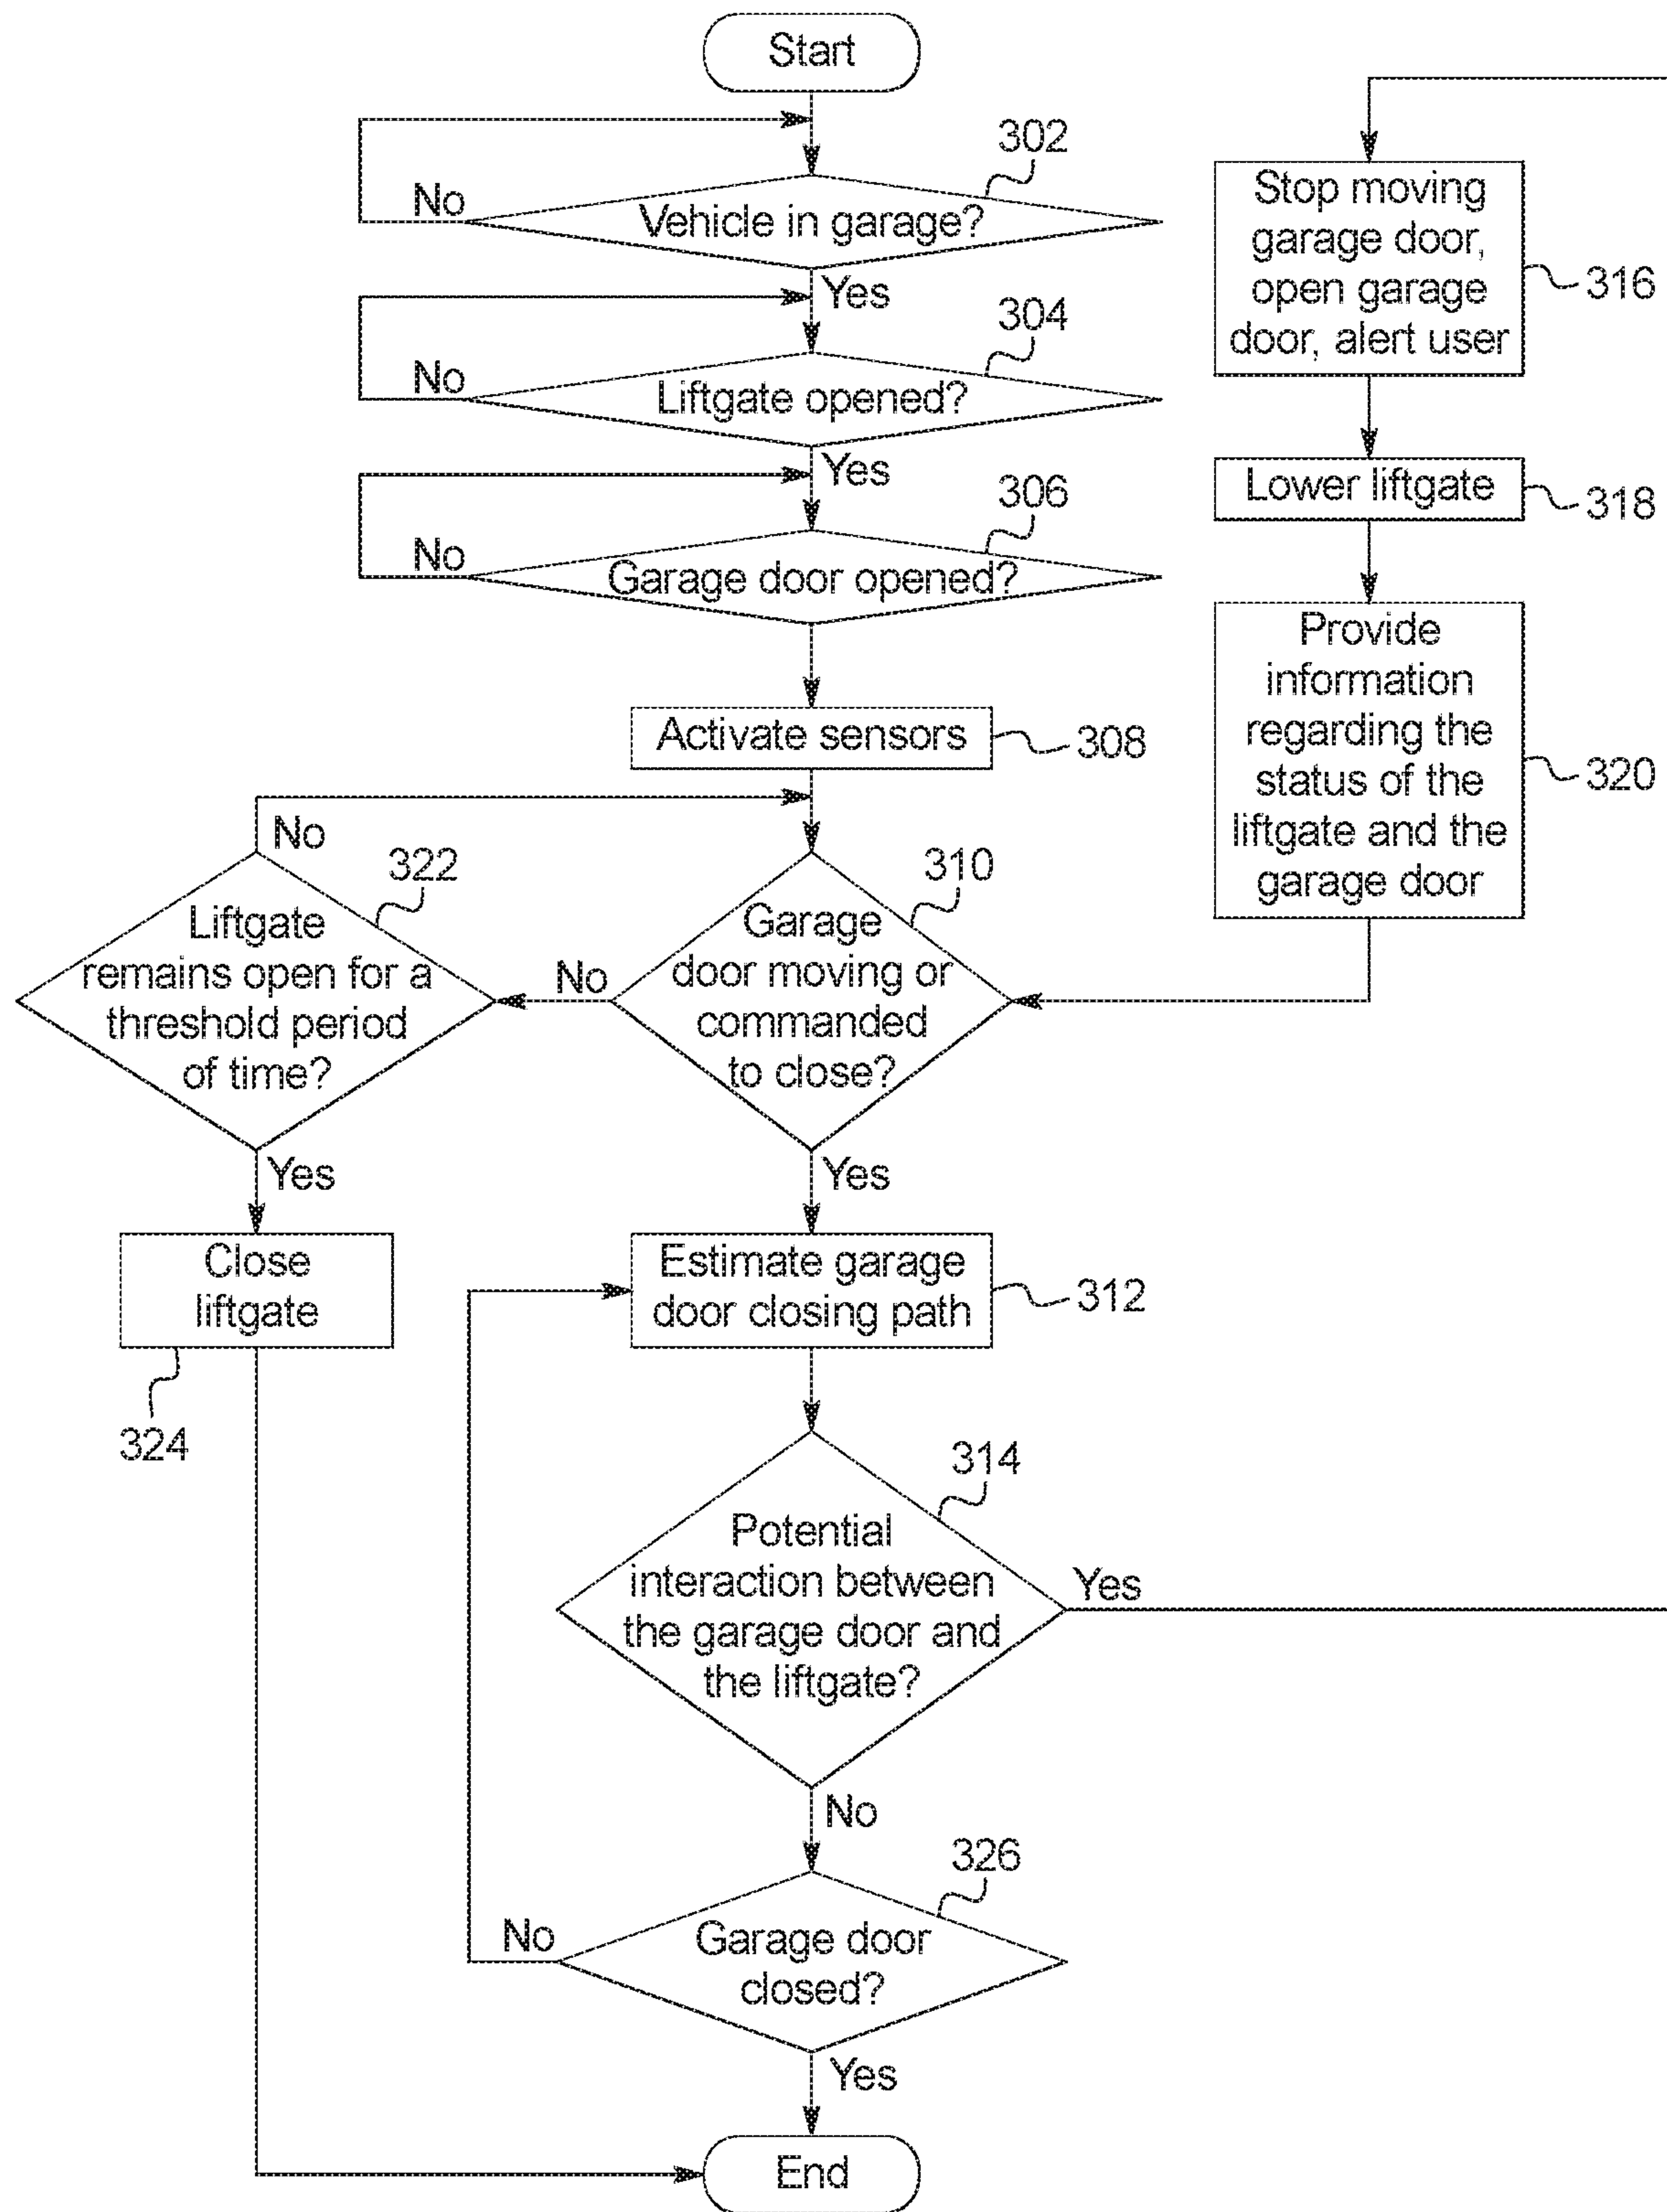 Start
302
No
Vehicle in garage?
Yes
304
No
Liftgate opened?
Yes
306
No
Garage door opened?
Activate sensors
308
No
322
Liftgate
remains open for a
threshold period
of time?
No
310
Garage
door moving or
commanded
to close?
Yes
Yes
Close
liftgate
324
Estimate garage
door closing path
312
314
Potential
interaction between
the garage door and
the liftgate?
Yes
No
326
No
Garage door
closed?
Yes
End
Stop moving
garage door,
open garage
door, alert user
316
Lower liftgate
318
Provide
information
regarding the
status of the
liftgate and the
garage door
320